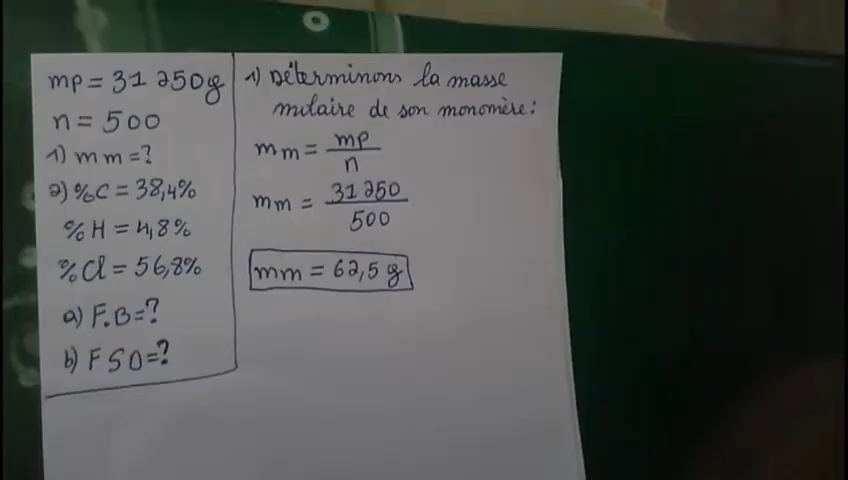 mp = 31 250g
n = 500
1) mm = ?
2) %C = 38,4%
%H = 4,8%
%Cl = 56,8%
a) F.B = ?
b) F S D = ?
1) Déterminons la masse
molaire de son monomère :
mm = mp
n
mm = 31 250
500
mm = 62,5 g